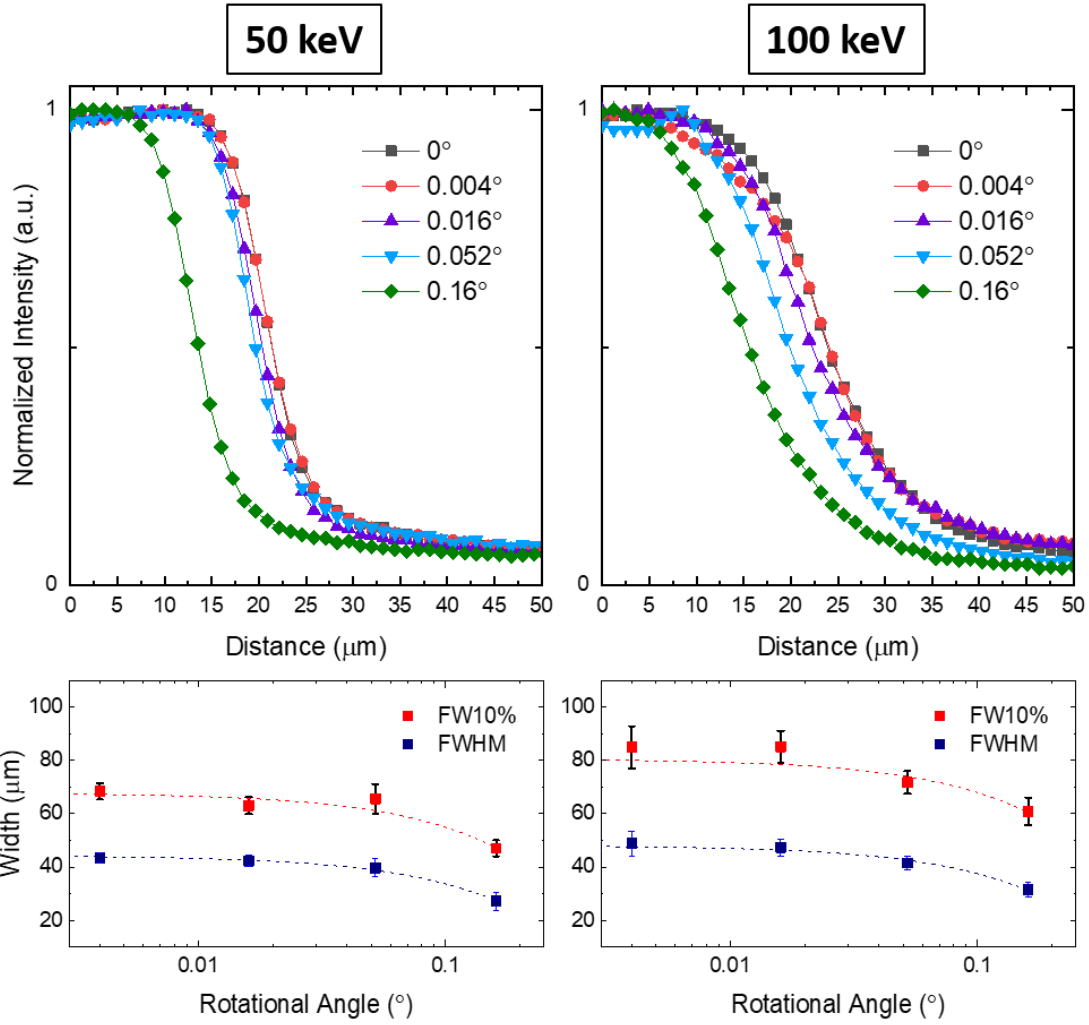 50 keV
100 keV
Normalized Intensity (a.u.)
1
0
0°
0.004°
0.016°
0.052°
0.16°
0 5 10 15 20 25 30 35 40 45 50
Distance (μm)
1
0
0°
0.004°
0.016°
0.052°
0.16°
0 5 10 15 20 25 30 35 40 45 50
Distance (μm)
Width (μm)
100
80
60
40
20
FW10%
FWHM
0.01 0.1
Rotational Angle (°)
100
80
60
40
20
FW10%
FWHM
0.01 0.1
Rotational Angle (°)